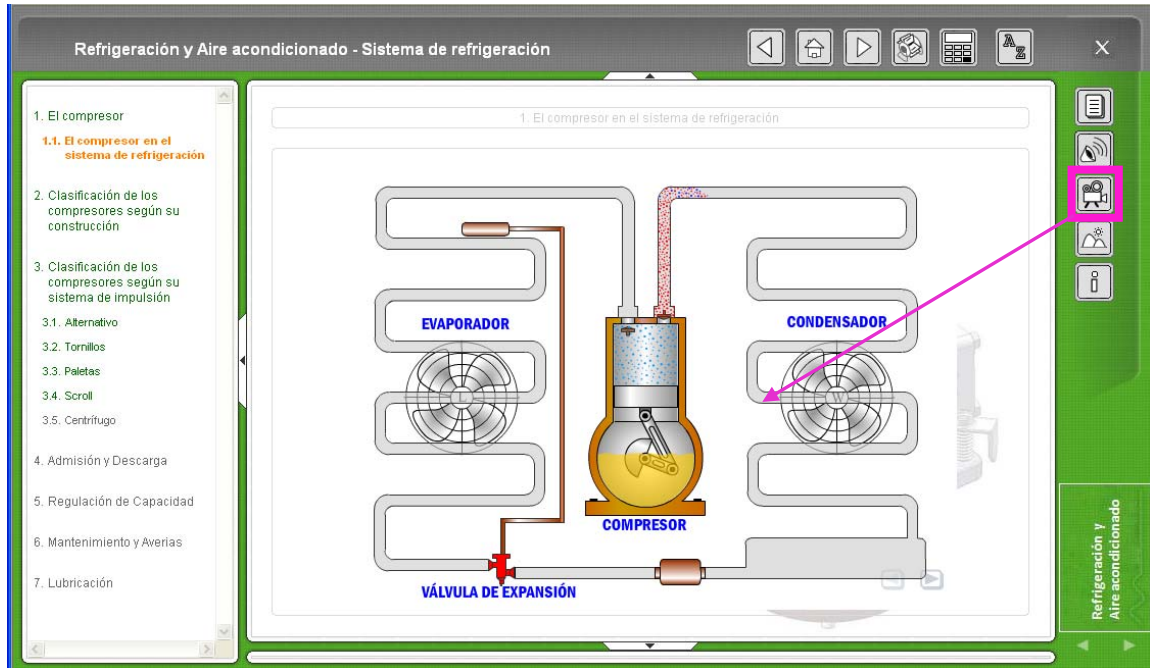 Refrigeración y Aire acondicionado - Sistema de refrigeración
A Z
X
1. El compresor
1.1. El compresor en el
sistema de refrigeración
2. Clasificación de los
compresores según su
construcción
3. Clasificación de los
compresores según su
sistema de impulsión
3.1. Alternativo
3.2. Tornillos
3.3. Paletas
3.4. Scroll
3.5. Centrífugo
4. Admisión y Descarga
5. Regulación de Capacidad
6. Mantenimiento y Averias
7. Lubricación
1. El compresor en el sistema de refrigeración
EVAPORADOR
CONDENSADOR
L
W
COMPRESOR
VÁLVULA DE EXPANSIÓN
i
Refrigeración y
Aire acondicionado